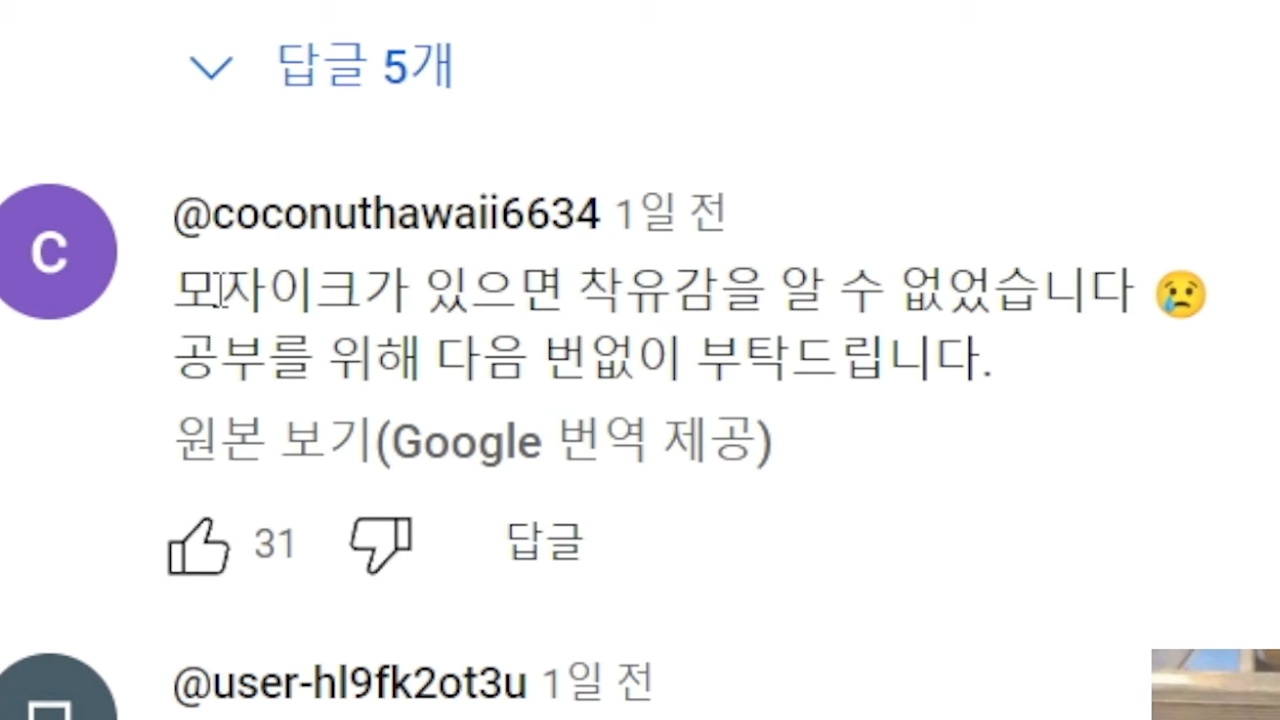 답글 5개
C
@coconuthawaii6634 1일 전
모자이크가 있으면 착유감을 알 수 없었습니다 😢
공부를 위해 다음 번없이 부탁드립니다.
원본 보기(Google 번역 제공)
31 답글
@user-hl9fk2ot3u 1일 전